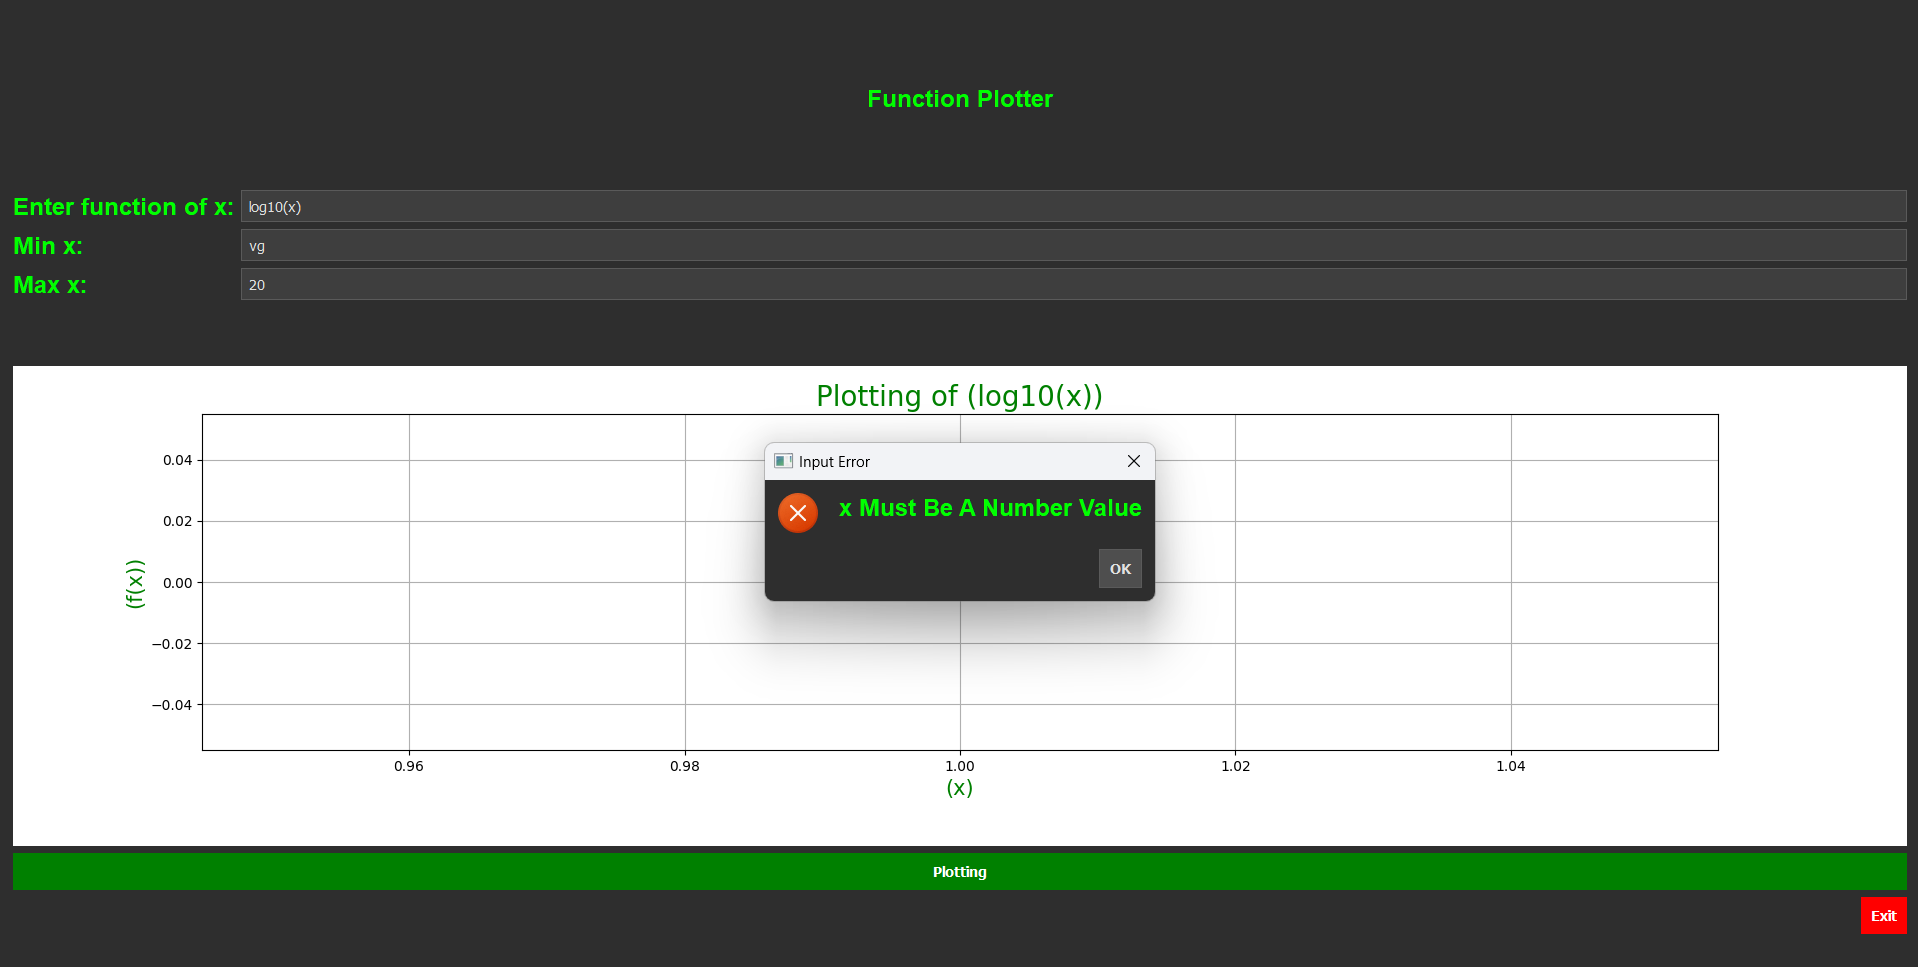 Function Plotter
Enter function of x: log10(x)
Min x: vg
Max x: 20
Plotting of (log10(x))
Input Error
x Must Be A Number Value
OK
0.04
0.02
0.00
−0.02
−0.04
(f(x))
0.96 0.98 1.00 1.02 1.04
(x)
Plotting
Exit